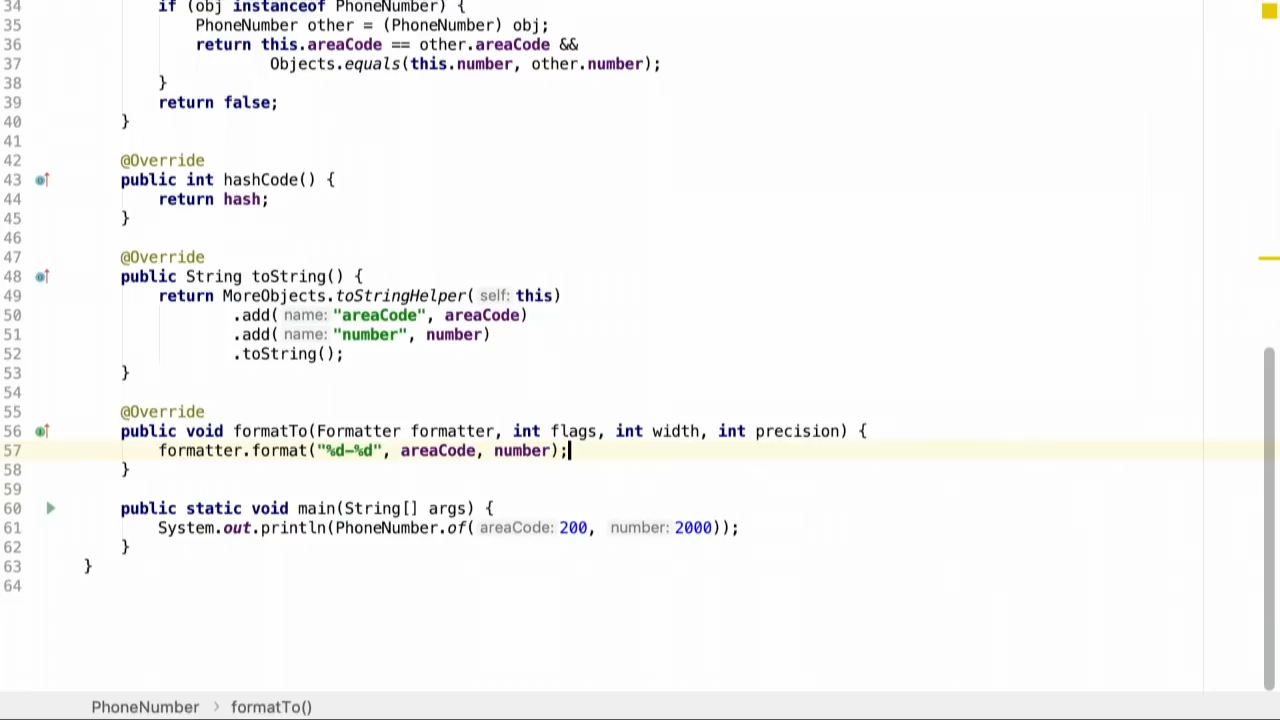 34 if (obj instanceof PhoneNumber) {
35 PhoneNumber other = (PhoneNumber) obj;
36 return this.areaCode == other.areaCode &&
37 Objects.equals(this.number, other.number);
38 }
39 return false;
40 }
41
42 @Override
43 public int hashCode() {
44 return hash;
45 }
46
47 @Override
48 public String toString() {
49 return MoreObjects.toStringHelper( self: this)
50 .add( name: "areaCode", areaCode)
51 .add( name: "number", number)
52 .toString();
53 }
54
55 @Override
56 public void formatTo(Formatter formatter, int flags, int width, int precision) {
57 formatter.format("%d-%d", areaCode, number);
58 }
59
60 public static void main(String[] args) {
61 System.out.println(PhoneNumber.of( areaCode: 200, number: 2000));
62 }
63 }
64
PhoneNumber › formatTo()